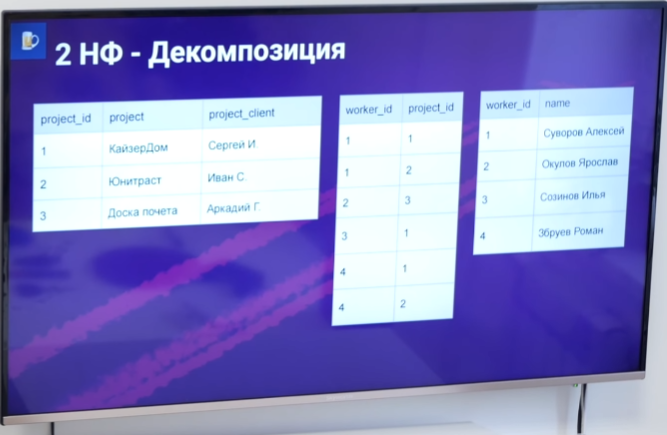 2 НФ - Декомпозиция
project_id project project_client
1 КайзерДом Сергей И.
2 Юнитраст Иван С.
3 Доска почета Аркадий Г.
worker_id project_id
1 1
1 2
2 3
3 1
4 1
4 2
worker_id name
1 Суворов Алексей
2 Окулов Ярослав
3 Созинов Илья
4 Збруев Роман